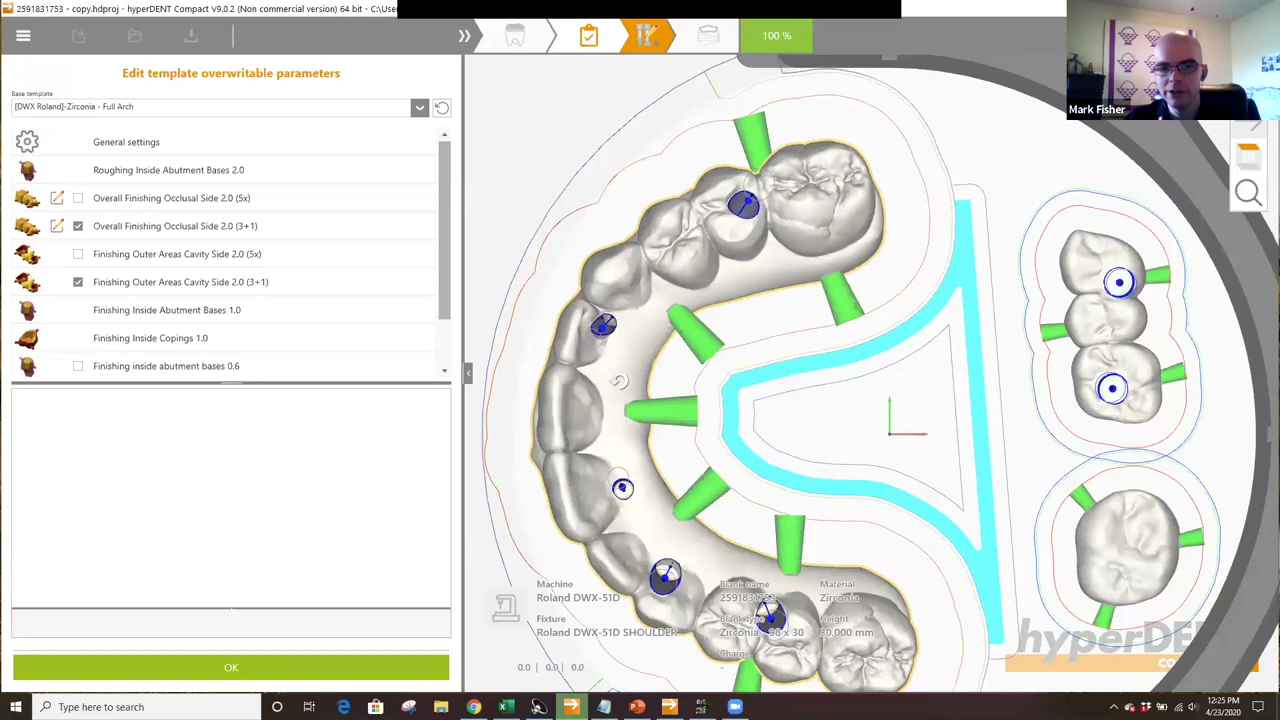 2591831753 - copy.hdproj - hyperDENT Compact V9.0.2 (Non commercial version) 64 bit - C:\Use
100 %
Mark Fisher
Edit template overwritable parameters
Base template
[DWX Roland]-Zirconia - Full Arch
General settings
Roughing Inside Abutment Bases 2.0
Overall Finishing Occlusal Side 2.0 (5x)
Overall Finishing Occlusal Side 2.0 (3+1)
Finishing Outer Areas Cavity Side 2.0 (5x)
Finishing Outer Areas Cavity Side 2.0 (3+1)
Finishing Inside Abutment Bases 1.0
Finishing Inside Copings 1.0
Finishing inside abutment bases 0.6
OK
Machine
Roland DWX-51D
Fixture
Roland DWX-51D SHOULDER
Blank name
Blank type
Zirconia - 98 x 30
Charge
-
Material
Zirconia
Height
30.000 mm
0.0 | 0.0 | 0.0
hyperDENT
Type here to search
12:25 PM
4/23/2020